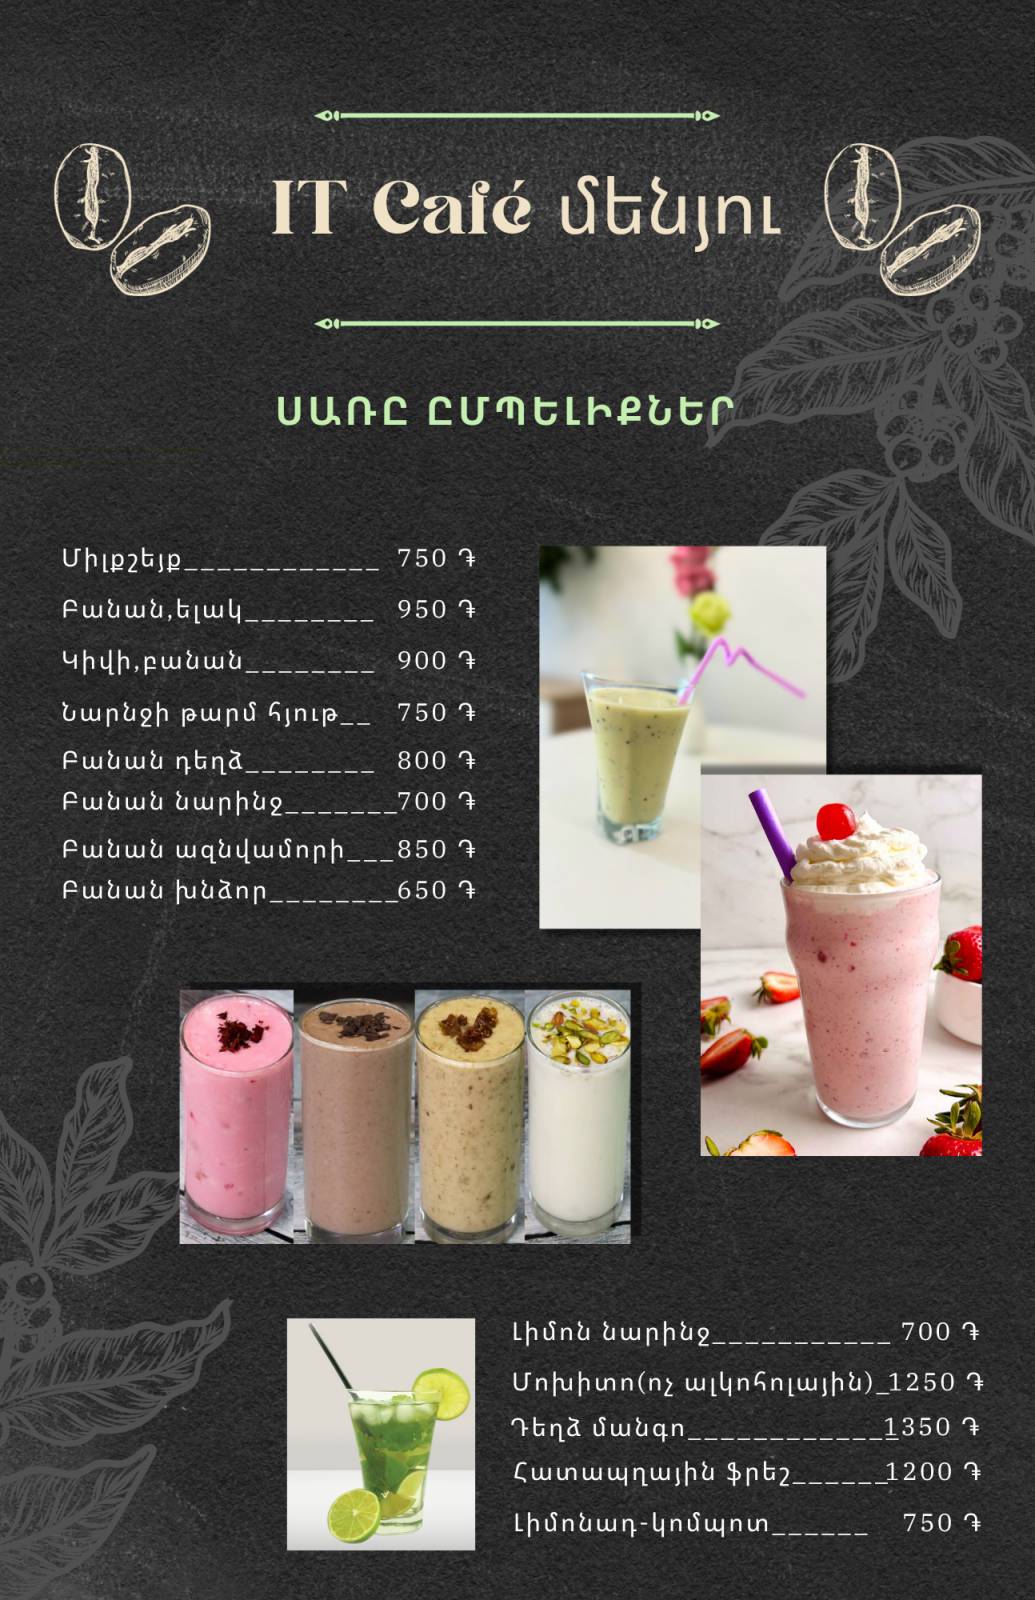 IT Café մենյու
ՍԱՌԸ ԸՄՊԵԼԻՔՆԵՐ
Միլքշեյք____________ 750 ֏
Բանան,ելակ________ 950 ֏
Կիվի,բանան________ 900 ֏
Նարնջի թարմ հյութ__ 750 ֏
Բանան դեղձ________ 800 ֏
Բանան նարինջ_______700 ֏
Բանան ազնվամորի___850 ֏
Բանան խնձոր________650 ֏
Լիմոն նարինջ___________ 700 ֏
Մոխիտո(ոչ ալկոհոլային)_1250 ֏
Դեղձ մանգո_____________1350 ֏
Հատապղային ֆրեշ______1200 ֏
Լիմոնադ-կոմպոտ______ 750 ֏